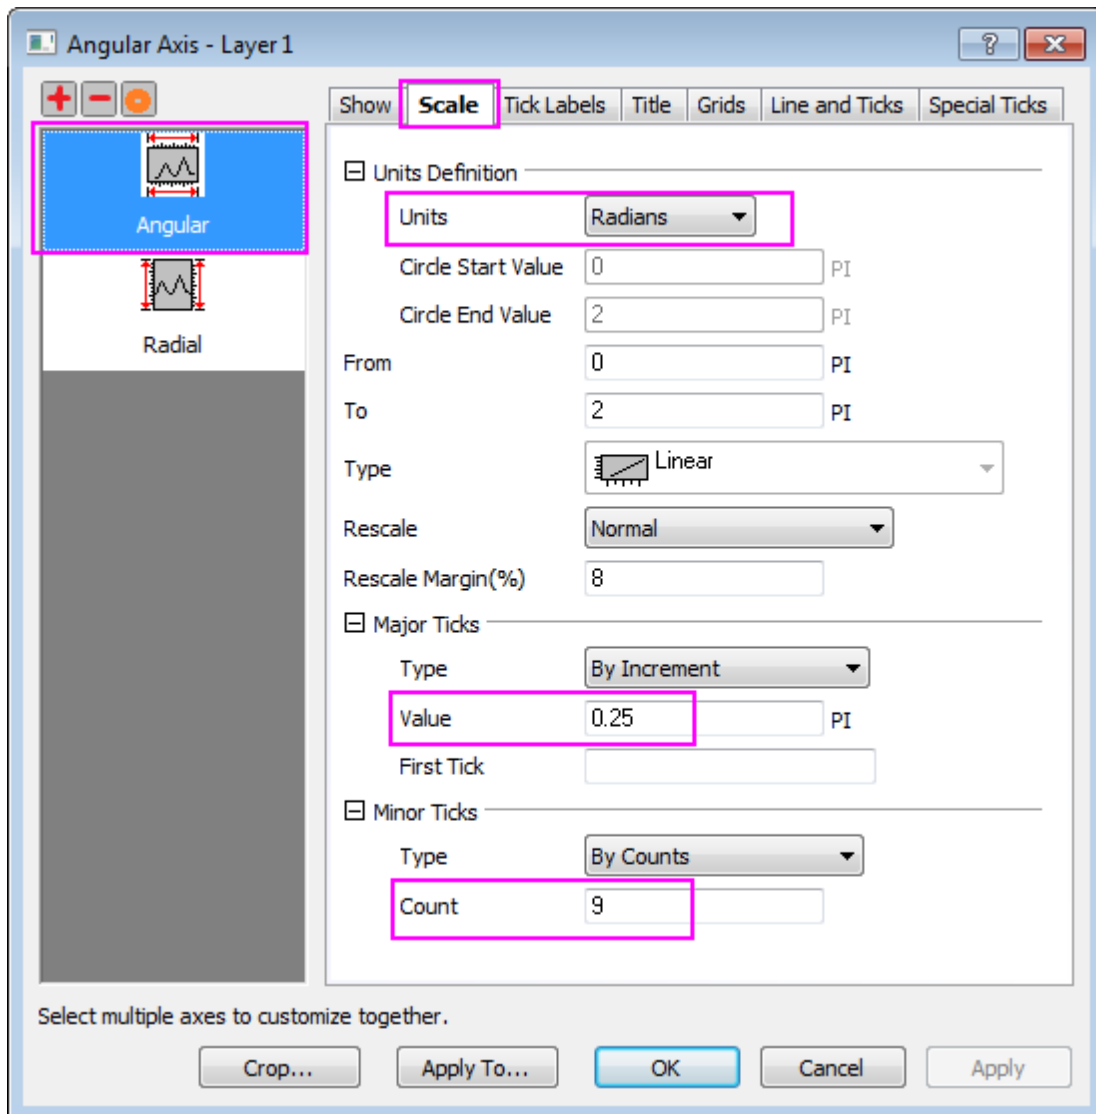 Angular Axis - Layer 1
Show Scale Tick Labels Title Grids Line and Ticks Special Ticks
Angular
Radial
Units Definition
Units Radians
Circle Start Value 0 PI
Circle End Value 2 PI
From 0 PI
To 2 PI
Type Linear
Rescale Normal
Rescale Margin(%) 8
Major Ticks
Type By Increment
Value 0.25 PI
First Tick
Minor Ticks
Type By Counts
Count 9
Select multiple axes to customize together.
Crop... Apply To... OK Cancel Apply